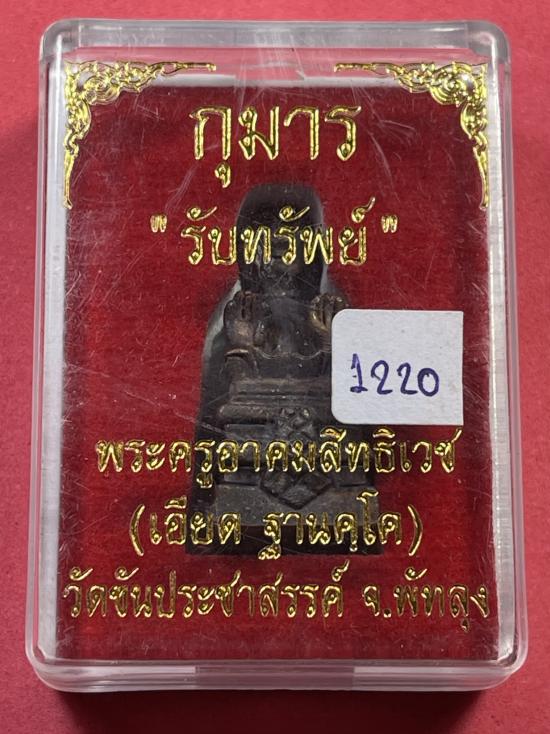 กุมาร
"รับทรัพย์"
1220
พระครูอาคมสิทธิเวช
(เอียด ฐานคุโค)
วัดขันประชาสรรค์ จ.พัทลุง